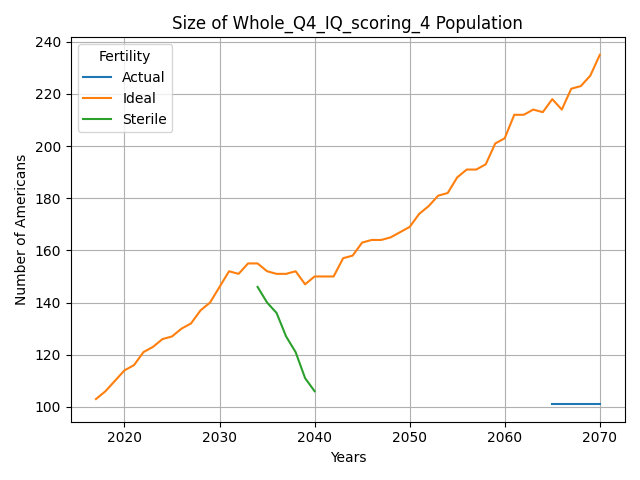 Size of Whole_Q4_IQ_scoring_4 Population
Fertility
Actual
Ideal
Sterile
Number of Americans
240
220
200
180
160
140
120
100
2020
2030
2040
2050
2060
2070
Years